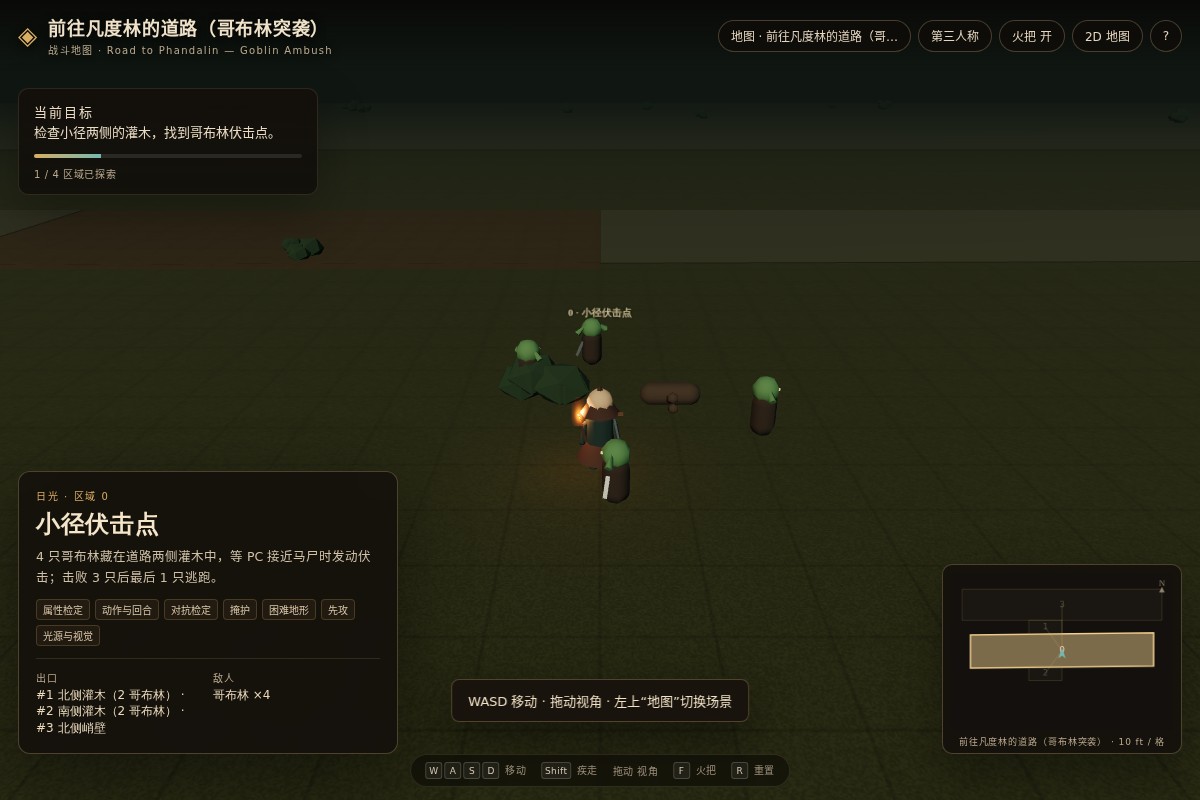 前往凡度林的道路（哥布林突袭）
战斗地图 · Road to Phandalin — Goblin Ambush
地图 · 前往凡度林的道路（哥…
第三人称
火把 开
2D 地图
?
当前目标
检查小径两侧的灌木，找到哥布林伏击点。
1 / 4 区域已探索
0 · 小径伏击点
日光 · 区域 0
小径伏击点
4 只哥布林藏在道路两侧灌木中，等 PC 接近马尸时发动伏
击；击败 3 只后最后 1 只逃跑。
属性检定 动作与回合 对抗检定 掩护 困难地形 先攻
光源与视觉
出口
#1 北侧灌木（2 哥布林） ·
#2 南侧灌木（2 哥布林） ·
#3 北侧峭壁
敌人
哥布林 ×4
WASD 移动 · 拖动视角 · 左上“地图”切换场景
W A S D 移动 Shift 疾走 拖动 视角 F 火把 R 重置
N
3
1
0
2
前往凡度林的道路（哥布林突袭） · 10 ft / 格